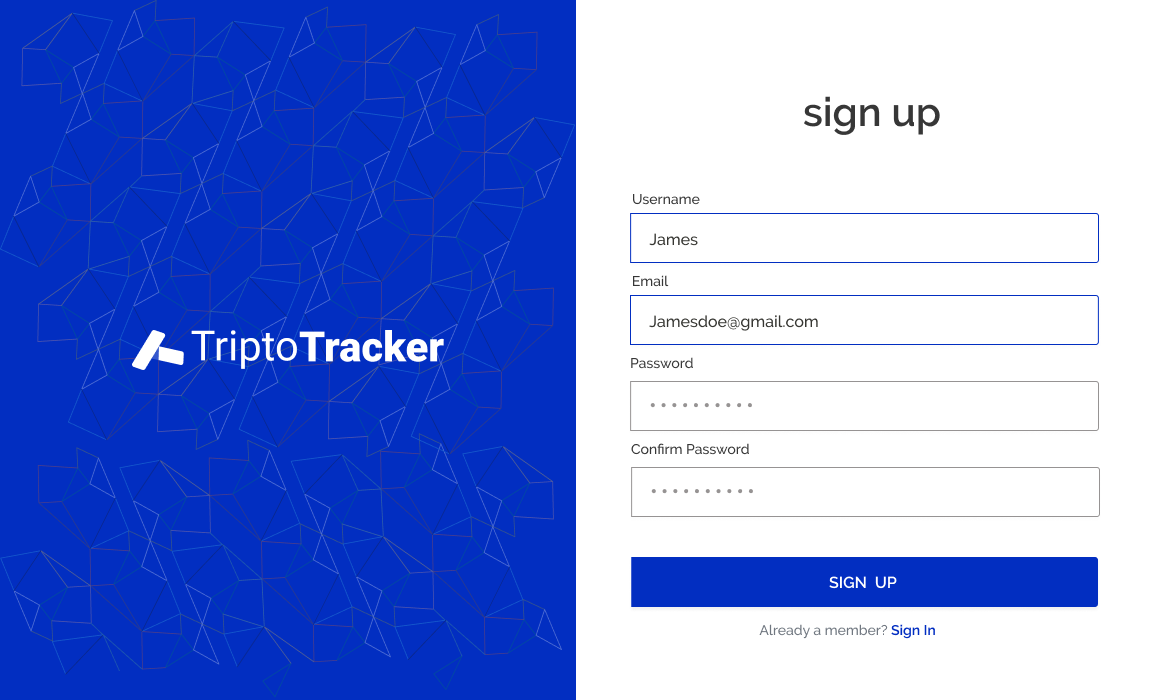 TriptoTracker
sign up
Username
James
Email
Jamesdoe@gmail.com
Password
••••••••••
Confirm Password
••••••••••
SIGN UP
Already a member? Sign In